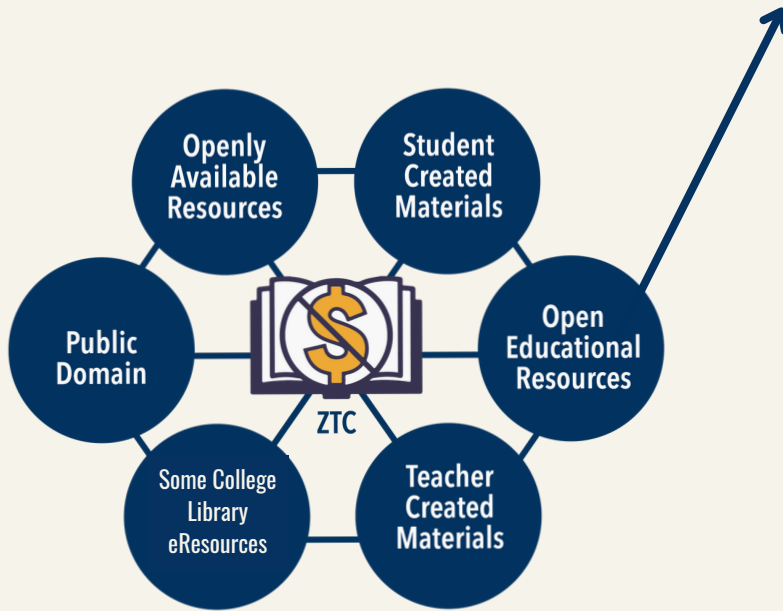 Openly
Available
Resources
Student
Created
Materials
Public
Domain
$
ZTC
Open
Educational
Resources
Some College
Library
eResources
Teacher
Created
Materials